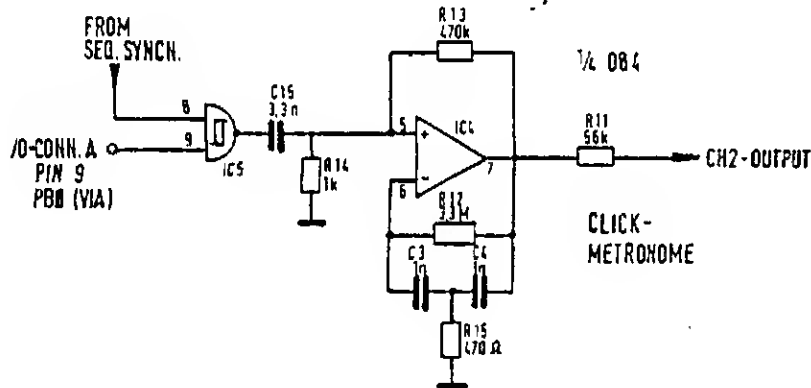 FROM
SEQ. SYNCH.
8
9
/O-CONN. A
PIN 9
PBØ (VIA)
IC5
C15
3,3n
R14
1k
R13
470k
¼ 084
5
IC4
6
7
R11
56k
CH2-OUTPUT
R12
3,3M
C3
1n
C4
1n
R15
470 Ω
CLICK-
METRONOME